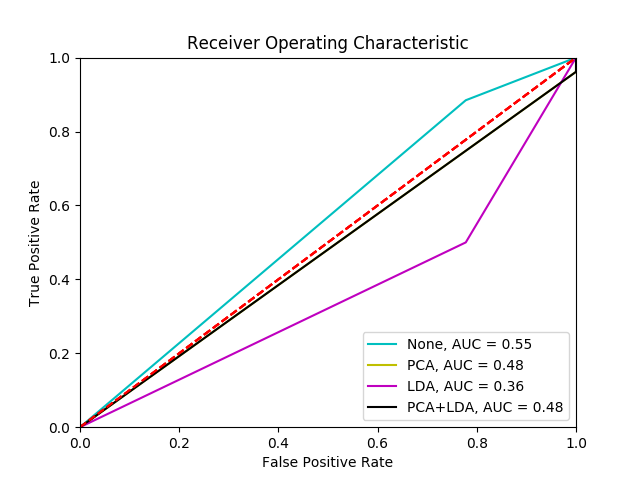 Receiver Operating Characteristic
True Positive Rate
1.0
0.8
0.6
0.4
0.2
0.0
None, AUC = 0.55
PCA, AUC = 0.48
LDA, AUC = 0.36
PCA+LDA, AUC = 0.48
0.0 0.2 0.4 0.6 0.8 1.0
False Positive Rate